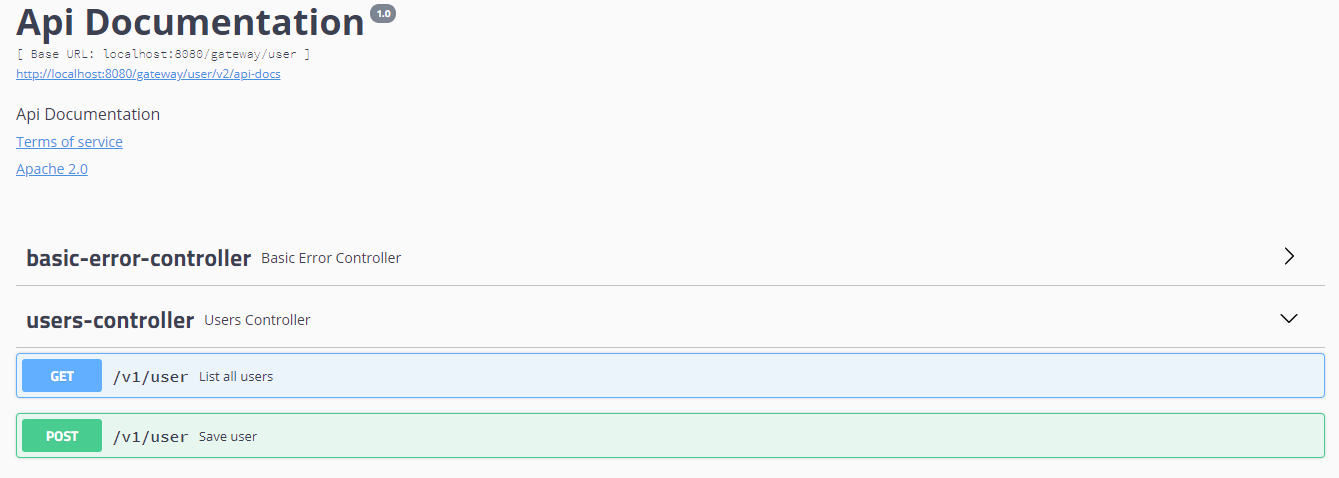 Api Documentation 1.0
[ Base URL: localhost:8080/gateway/user ]
http://localhost:8080/gateway/user/v2/api-docs
Api Documentation
Terms of service
Apache 2.0
basic-error-controller Basic Error Controller
users-controller Users Controller
GET /v1/user List all users
POST /v1/user Save user